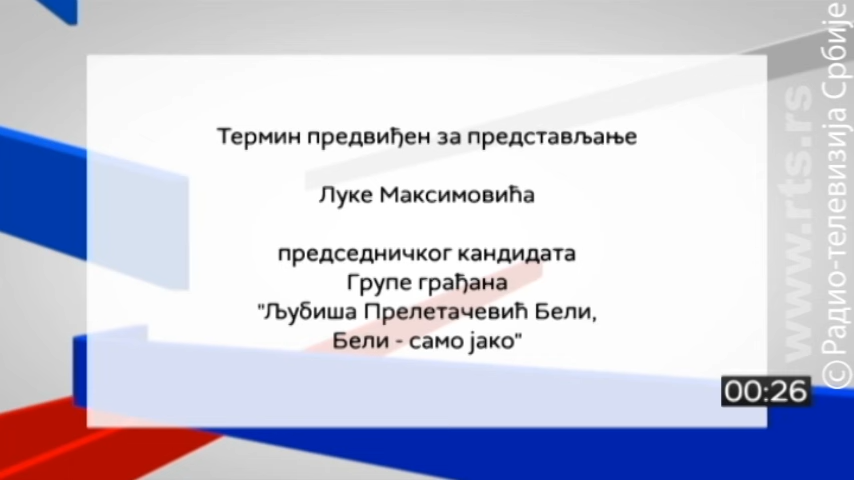 Термин предвиђен за представљање
Луке Максимовића
председничког кандидата
Групе грађана
"Љубиша Прелетачевић Бели,
Бели - само јако"
00:26
www.rts.rs
© Радио-телевизија Србије